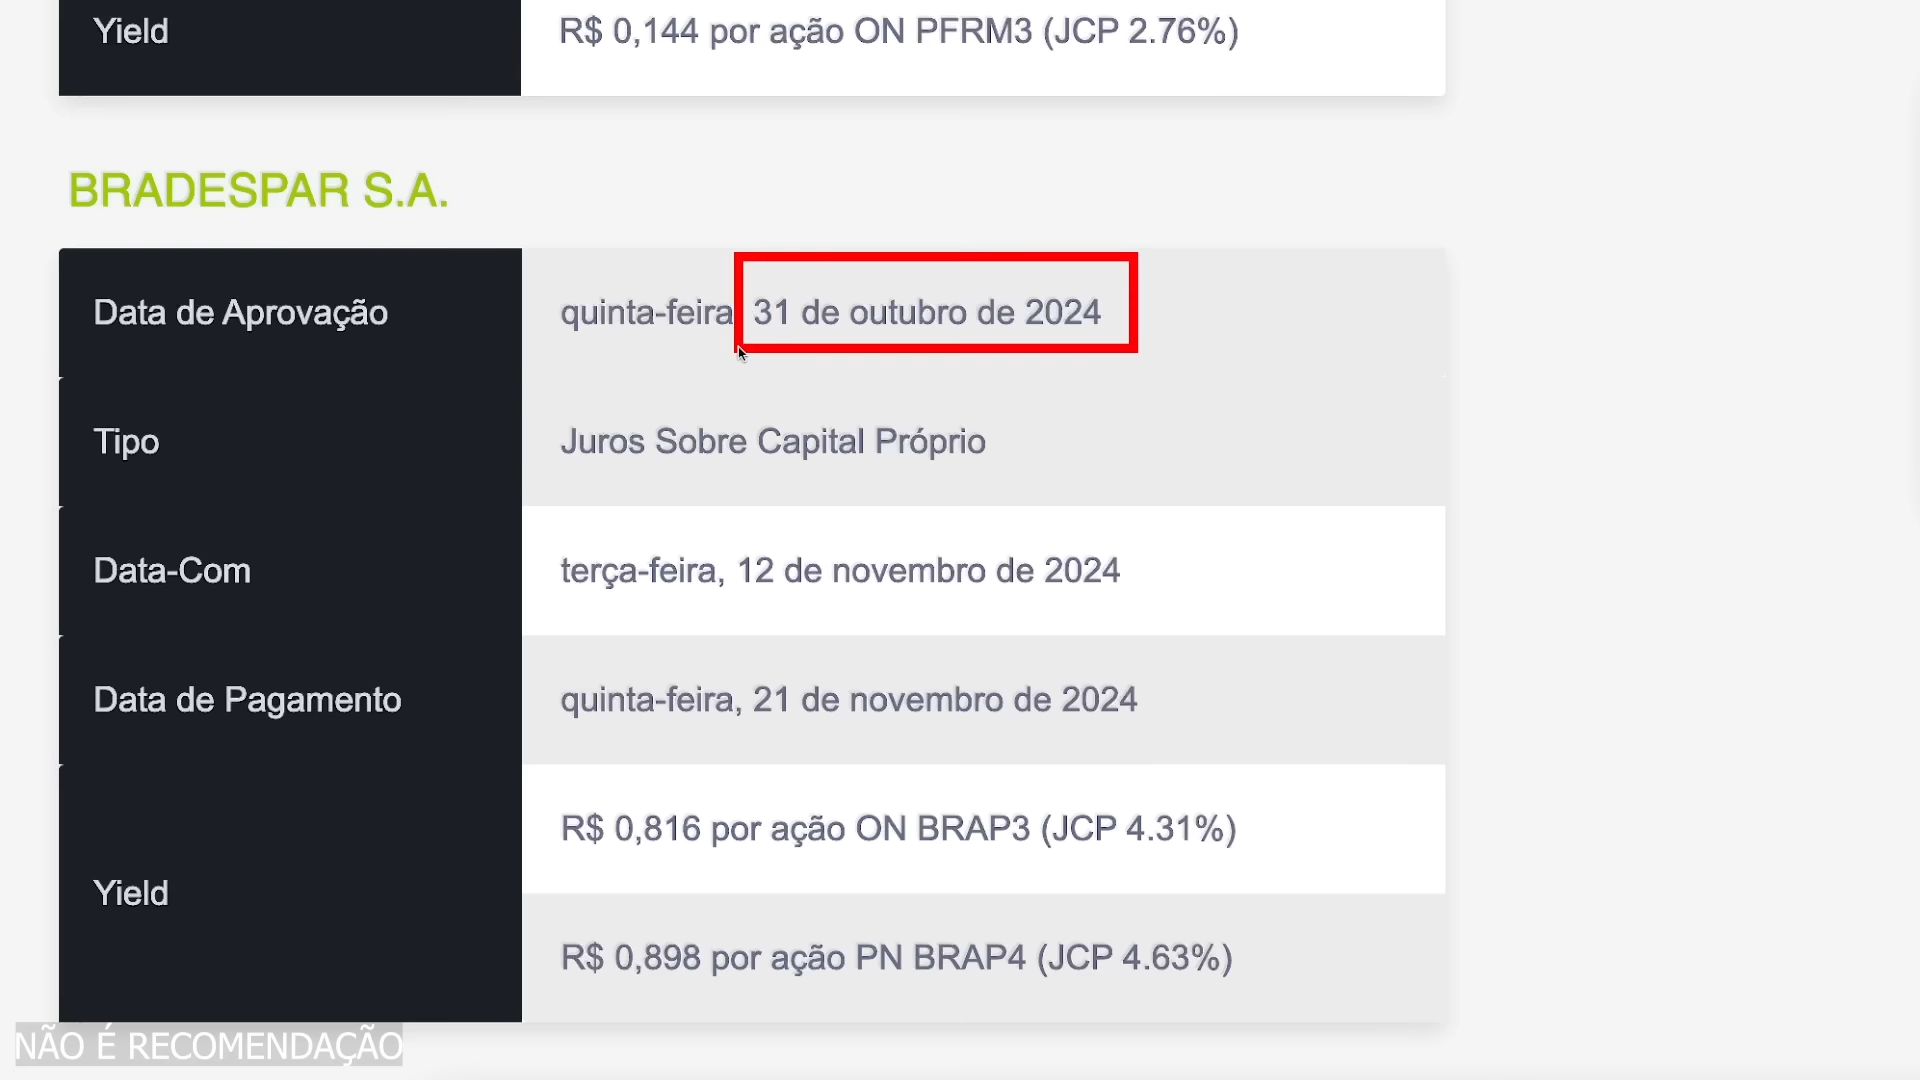 Yield
R$ 0,144 por ação ON PFRM3 (JCP 2.76%)
BRADESPAR S.A.
Data de Aprovação
quinta-feira, 31 de outubro de 2024
Tipo
Juros Sobre Capital Próprio
Data-Com
terça-feira, 12 de novembro de 2024
Data de Pagamento
quinta-feira, 21 de novembro de 2024
Yield
R$ 0,816 por ação ON BRAP3 (JCP 4.31%)
R$ 0,898 por ação PN BRAP4 (JCP 4.63%)
NÃO É RECOMENDAÇÃO